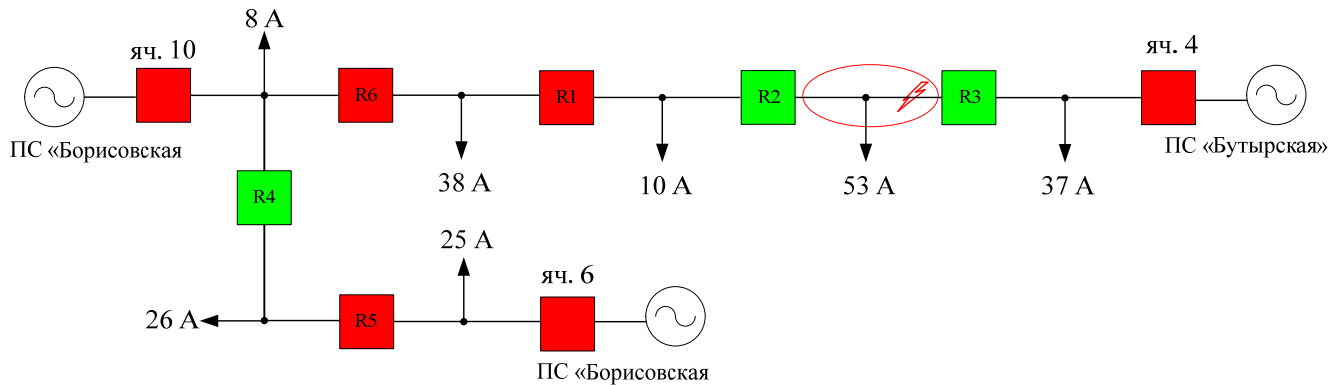 8 А
яч. 10
яч. 4
R6
R1
R2
R3
ПС «Борисовская
ПС «Бутырская»
38 А
10 А
53 А
37 А
R4
25 А
яч. 6
26 А
R5
ПС «Борисовская